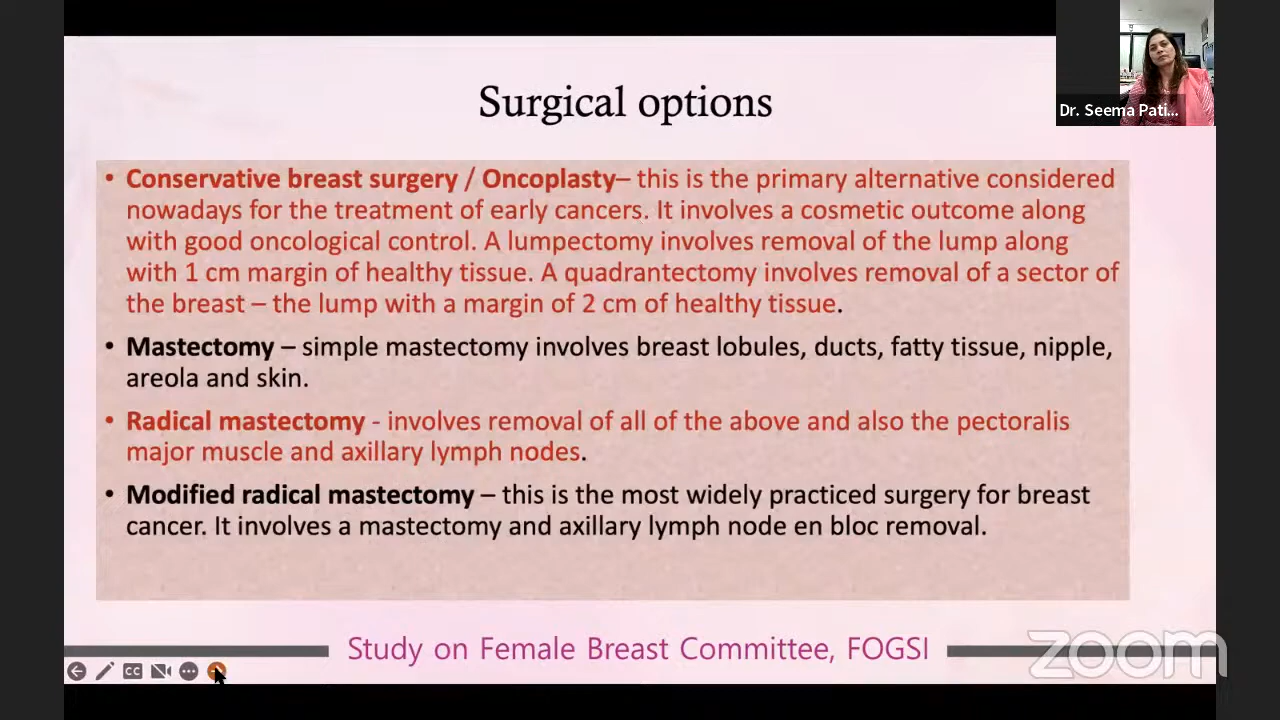 Surgical options
Dr. Seema Pati...
• Conservative breast surgery / Oncoplasty– this is the primary alternative considered
nowadays for the treatment of early cancers. It involves a cosmetic outcome along
with good oncological control. A lumpectomy involves removal of the lump along
with 1 cm margin of healthy tissue. A quadrantectomy involves removal of a sector of
the breast – the lump with a margin of 2 cm of healthy tissue.
• Mastectomy – simple mastectomy involves breast lobules, ducts, fatty tissue, nipple,
areola and skin.
• Radical mastectomy - involves removal of all of the above and also the pectoralis
major muscle and axillary lymph nodes.
• Modified radical mastectomy – this is the most widely practiced surgery for breast
cancer. It involves a mastectomy and axillary lymph node en bloc removal.
Study on Female Breast Committee, FOGSI
zoom
CC